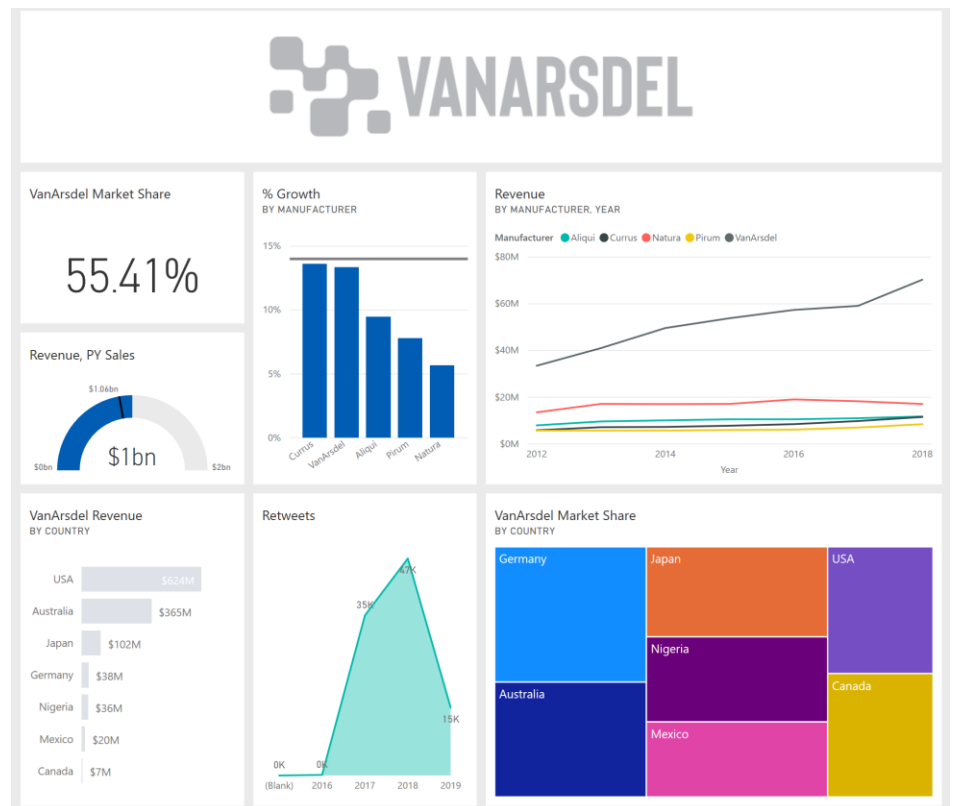 VANARSDEL
VanArsdel Market Share
55.41%
% Growth
BY MANUFACTURER
15%
10%
5%
0%
Currus
VanArsdel
Aliqui
Pirum
Natura
Revenue
BY MANUFACTURER, YEAR
Manufacturer Aliqui Currus Natura Pirum VanArsdel
$80M
$60M
$40M
$20M
$0M
2012 2014 2016 2018
Year
Revenue, PY Sales
$1.06bn
$1bn
$0bn $2bn
VanArsdel Revenue
BY COUNTRY
USA $624M
Australia $365M
Japan $102M
Germany $38M
Nigeria $36M
Mexico $20M
Canada $7M
Retweets
47K
35K
15K
0K 0K
(Blank) 2016 2017 2018 2019
VanArsdel Market Share
BY COUNTRY
Germany
Australia
Japan
Nigeria
Mexico
USA
Canada